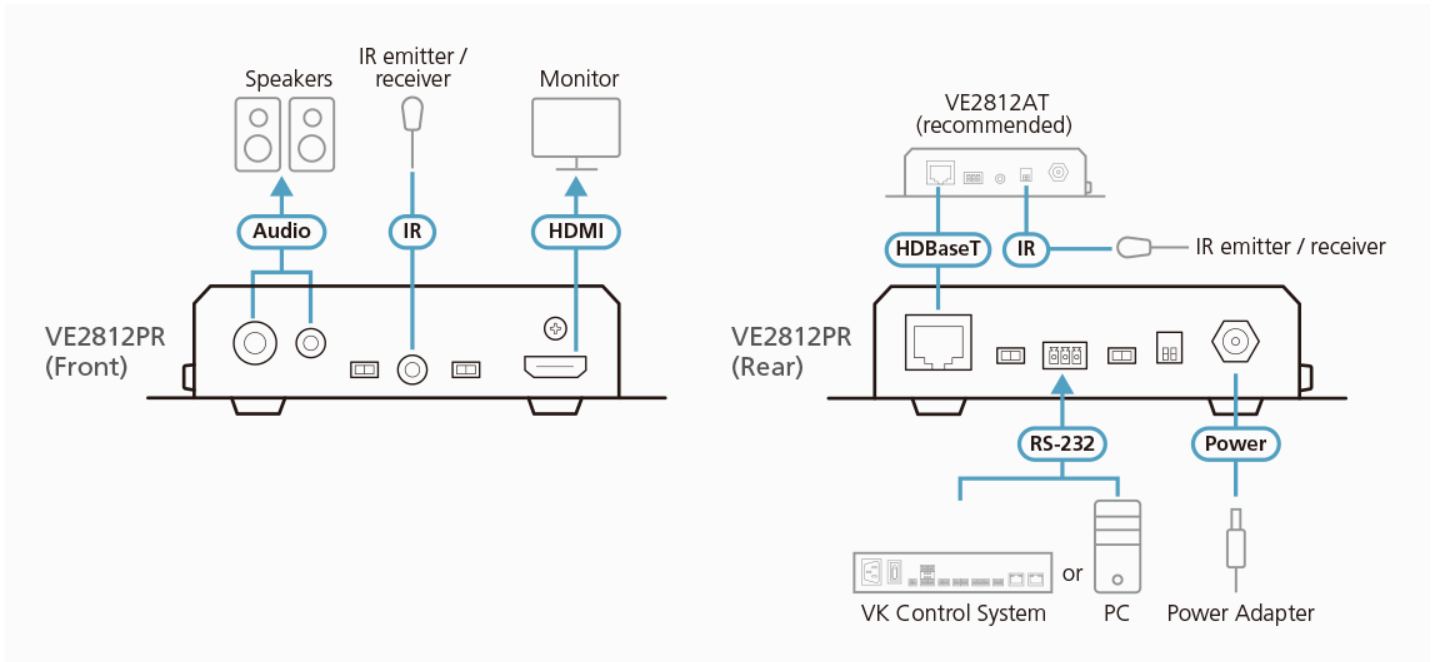 Speakers
IR emitter /
receiver
Monitor
Audio
IR
HDMI
VE2812PR
(Front)
VE2812AT
(recommended)
HDBaseT
IR
IR emitter / receiver
VE2812PR
(Rear)
RS-232
Power
or
VK Control System
PC
Power Adapter